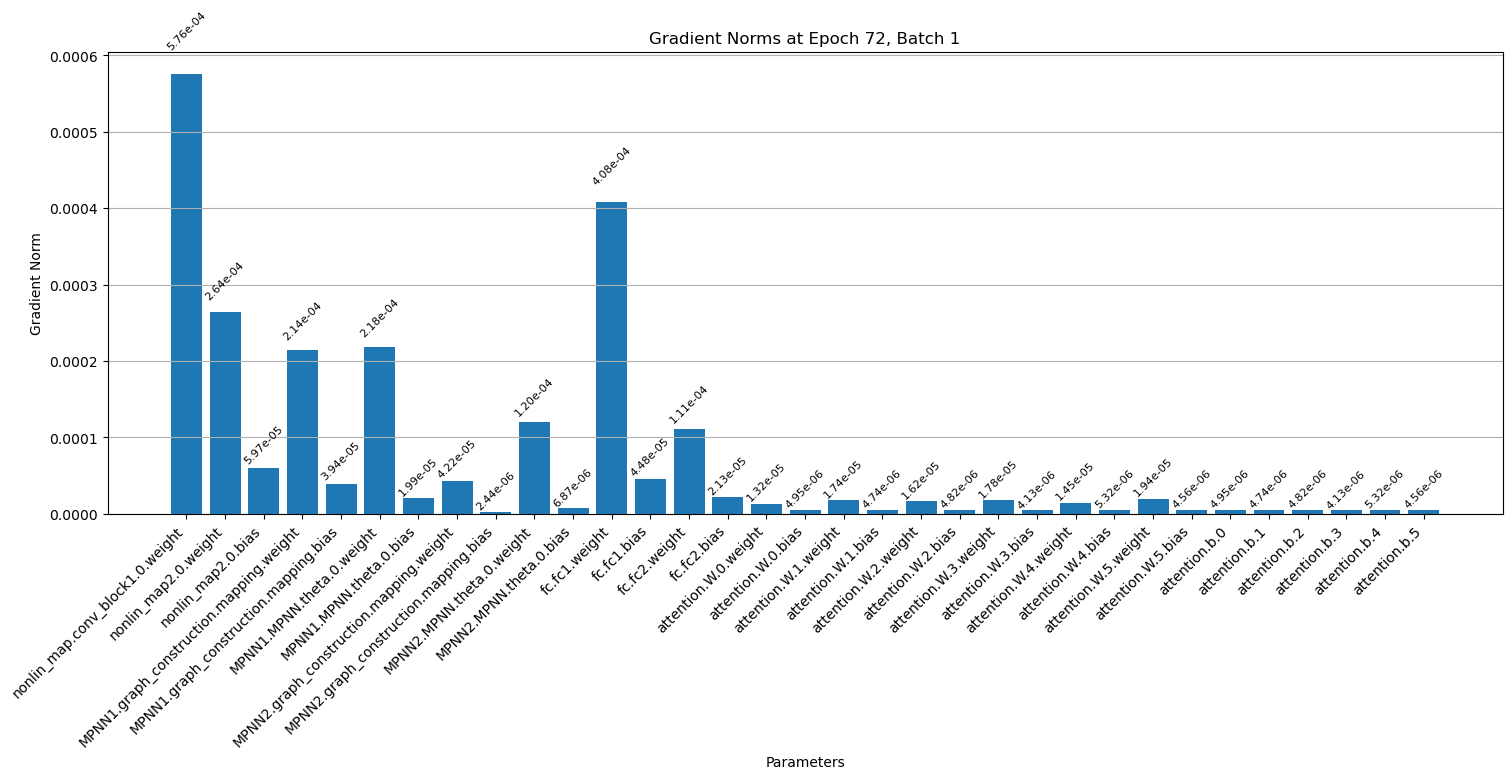 Gradient Norms at Epoch 72, Batch 1
Gradient Norm
0.0006
0.0005
0.0004
0.0003
0.0002
0.0001
0.0000
5.76e-04
2.64e-04
5.97e-05
2.14e-04
3.94e-05
2.18e-04
1.99e-05
4.22e-05
2.44e-06
1.20e-04
6.87e-06
4.08e-04
4.48e-05
1.11e-04
2.13e-05
1.32e-05
4.95e-06
1.74e-05
4.74e-06
1.62e-05
4.82e-06
1.78e-05
4.13e-06
1.45e-05
5.32e-06
1.94e-05
4.56e-06
4.95e-06
4.74e-06
4.82e-06
4.13e-06
5.32e-06
4.56e-06
nonlin_map.conv_block1.0.weight
nonlin_map2.0.weight
nonlin_map2.0.bias
MPNN1.graph_construction.mapping.weight
MPNN1.graph_construction.mapping.bias
MPNN1.MPNN.theta.0.weight
MPNN1.MPNN.theta.0.bias
MPNN2.graph_construction.mapping.weight
MPNN2.graph_construction.mapping.bias
MPNN2.MPNN.theta.0.weight
MPNN2.MPNN.theta.0.bias
fc.fc1.weight
fc.fc1.bias
fc.fc2.weight
fc.fc2.bias
attention.W.0.weight
attention.W.0.bias
attention.W.1.weight
attention.W.1.bias
attention.W.2.weight
attention.W.2.bias
attention.W.3.weight
attention.W.3.bias
attention.W.4.weight
attention.W.4.bias
attention.W.5.weight
attention.W.5.bias
attention.b.0
attention.b.1
attention.b.2
attention.b.3
attention.b.4
attention.b.5
Parameters